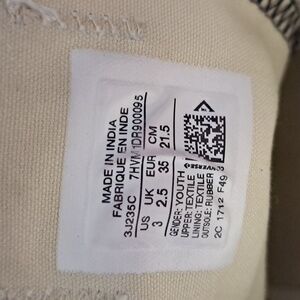 MADE IN INDIA
FABRIQUE EN INDE
3J235C 7HVM1DR900095
US UK EUR CM
3 2.5 35 21.5
GENDER: YOUTH
UPPER: TEXTILE
LINING: TEXTILE
OUTSOLE: RUBBER
2C 1712 F49